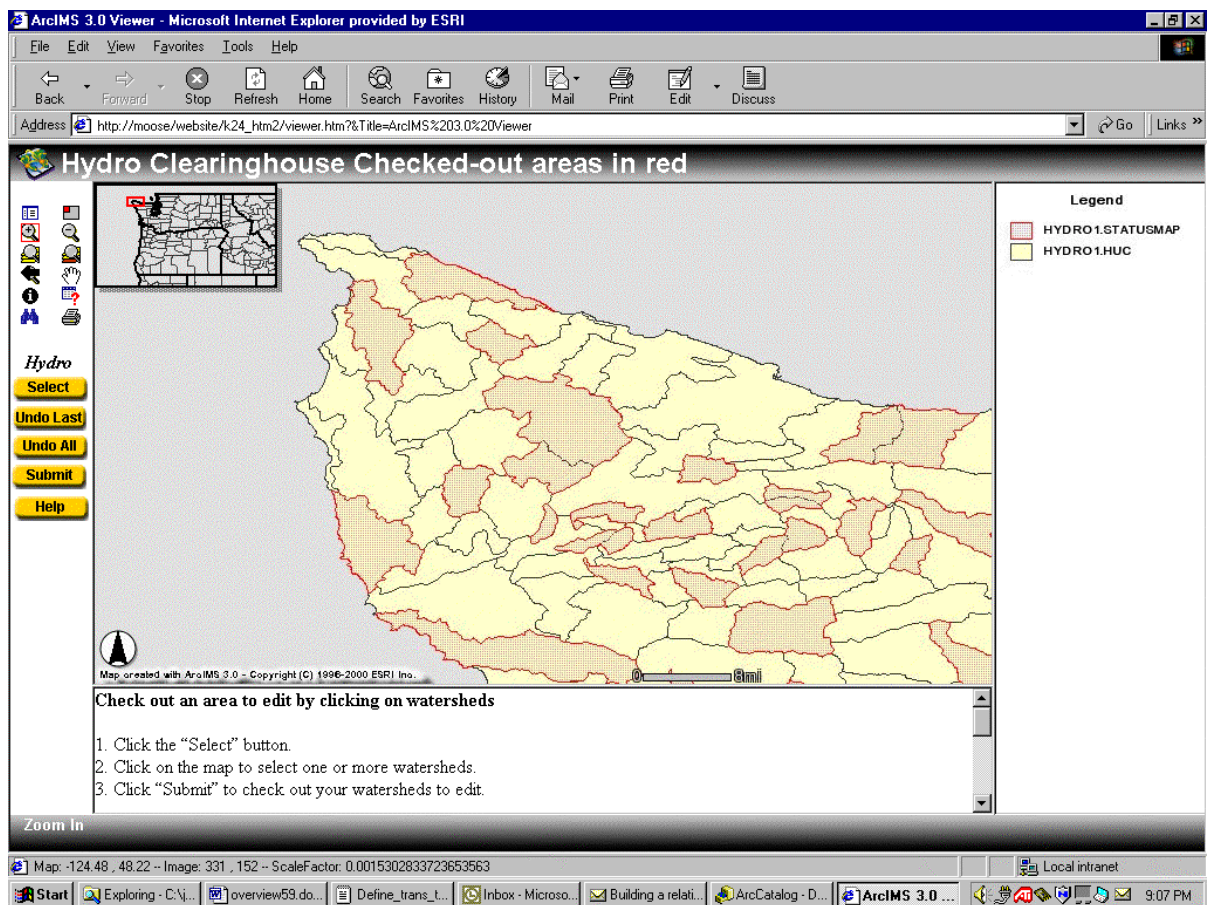 ArcIMS 3.0 Viewer - Microsoft Internet Explorer provided by ESRI
File Edit View Favorites Tools Help
Back Forward Stop Refresh Home Search Favorites History Mail Print Edit Discuss
Address http://moose/website/k24_htm2/viewer.htm?&Title=ArcIMS%203.0%20Viewer Go Links »
Hydro Clearinghouse Checked-out areas in red
Legend
HYDRO1.STATUSMAP
HYDRO1.HUC
Hydro
Select
Undo Last
Undo All
Submit
Help
0 8mi
Map created with ArcIMS 3.0 - Copyright (C) 1996-2000 ESRI Inc.
Check out an area to edit by clicking on watersheds
1. Click the “Select” button.
2. Click on the map to select one or more watersheds.
3. Click “Submit” to check out your watersheds to edit.
Zoom In
Map: -124.48 , 48.22 -- Image: 331 , 152 -- ScaleFactor: 0.0015302833723653563
Local intranet
Start Exploring - C:\j... overview59.do... Define_trans_t... Inbox - Microso... Building a relati... ArcCatalog - D... ArcIMS 3.0 ... 9:07 PM